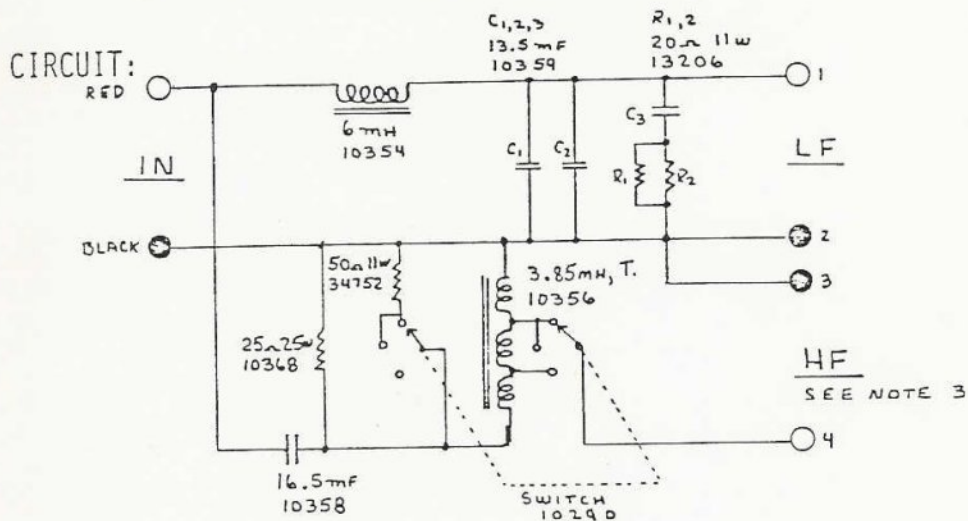 CIRCUIT:
RED
IN
BLACK
6 mH
10354
C1,2,3
13.5 mF
10359
R1,2
20Ω 11W
13206
C1
C2
C3
R1
R2
1
LF
2
3
50Ω 11W
34752
3.85mH, T.
10356
25Ω 25W
10368
HF
SEE NOTE 3
4
16.5mF
10358
SWITCH
10290